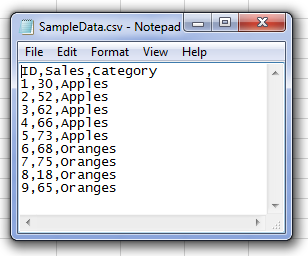 SampleData.csv - Notepad
File Edit Format View Help
ID,Sales,Category
1,30,Apples
2,52,Apples
3,62,Apples
4,66,Apples
5,73,Apples
6,68,Oranges
7,75,Oranges
8,18,Oranges
9,65,Oranges